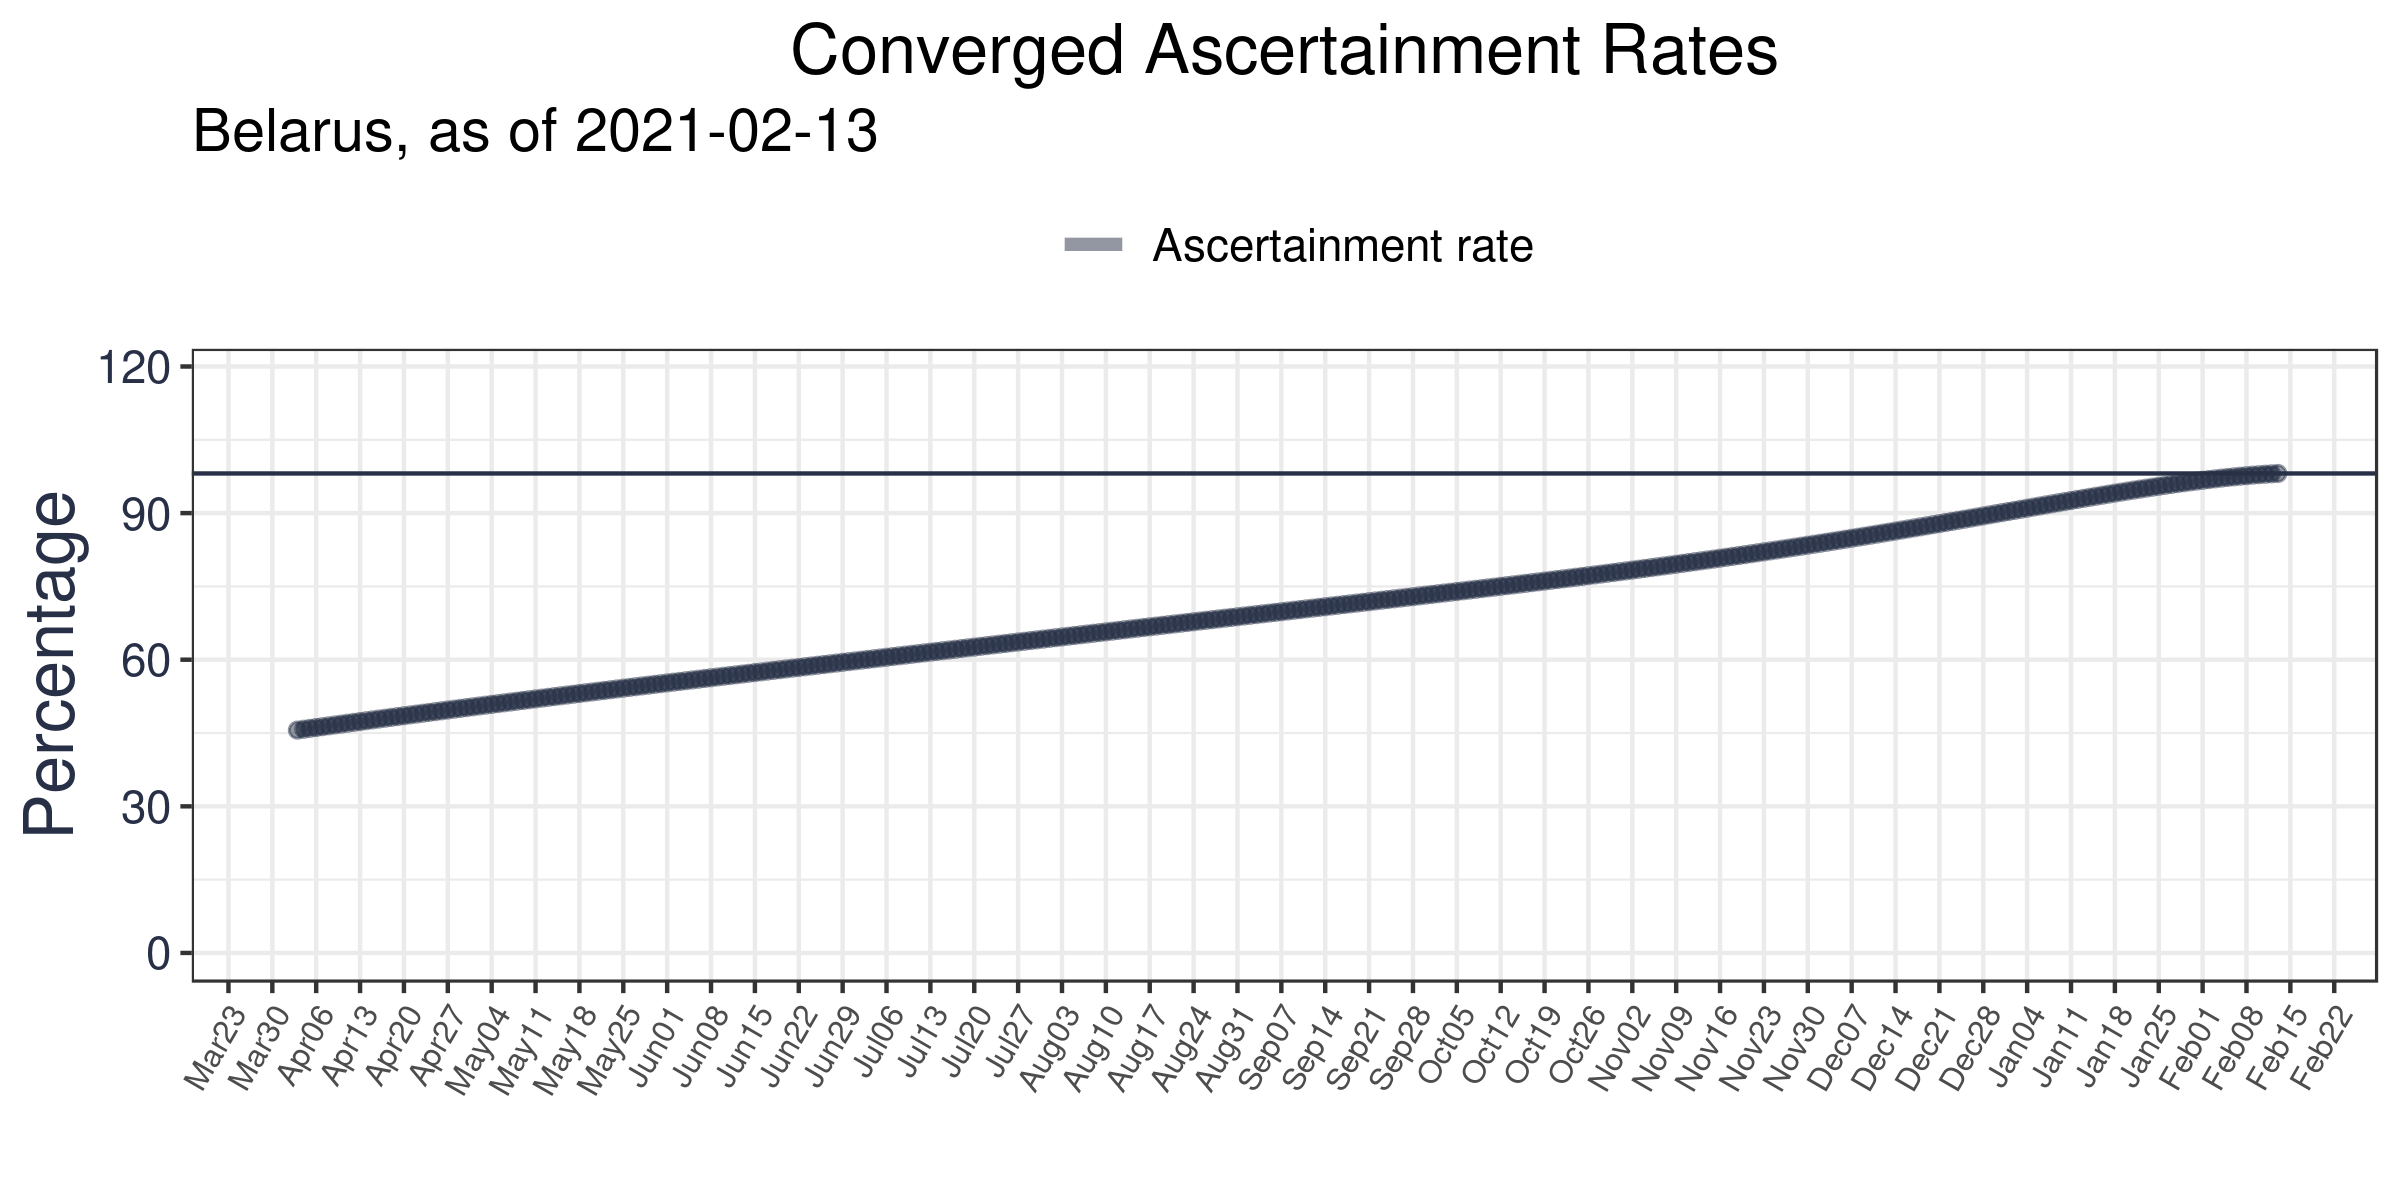 Converged Ascertainment Rates
Belarus, as of 2021-02-13
Ascertainment rate
Percentage
120
90
60
30
0
Mar23 Mar30 Apr06 Apr13 Apr20 Apr27 May04 May11 May18 May25 Jun01 Jun08 Jun15 Jun22 Jun29 Jul06 Jul13 Jul20 Jul27 Aug03 Aug10 Aug17 Aug24 Aug31 Sep07 Sep14 Sep21 Sep28 Oct05 Oct12 Oct19 Oct26 Nov02 Nov09 Nov16 Nov23 Nov30 Dec07 Dec14 Dec21 Dec28 Jan04 Jan11 Jan18 Jan25 Feb01 Feb08 Feb15 Feb22